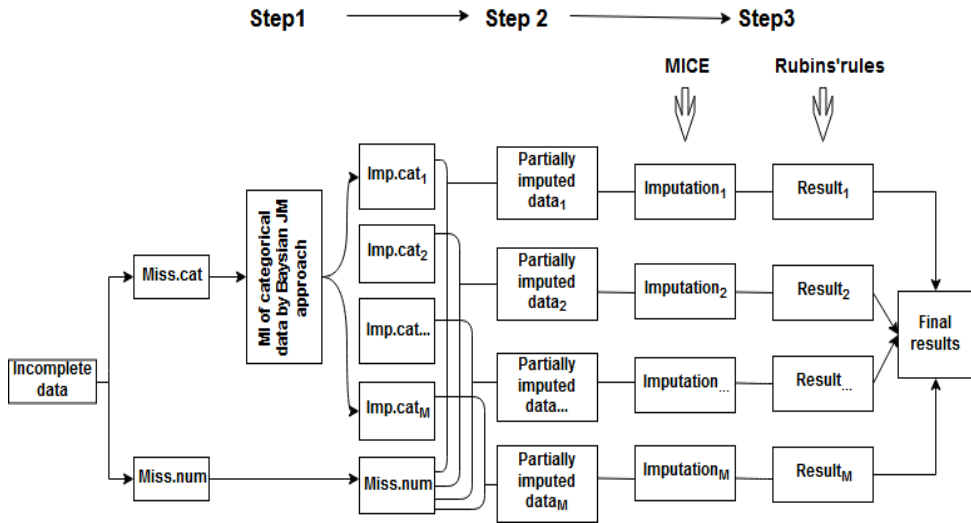 Step1
Step 2
Step3
MICE
Rubins'rules
Incomplete
data
Miss.cat
Miss.num
MI of categorical
data by Baysian JM
approach
Imp.cat1
Imp.cat2
Imp.cat...
Imp.catM
Miss.num
Partially
imputed
data1
Partially
imputed
data2
Partially
imputed
data...
Partially
imputed
dataM
Imputation1
Imputation2
Imputation...
ImputationM
Result1
Result2
Result...
ResultM
Final
results